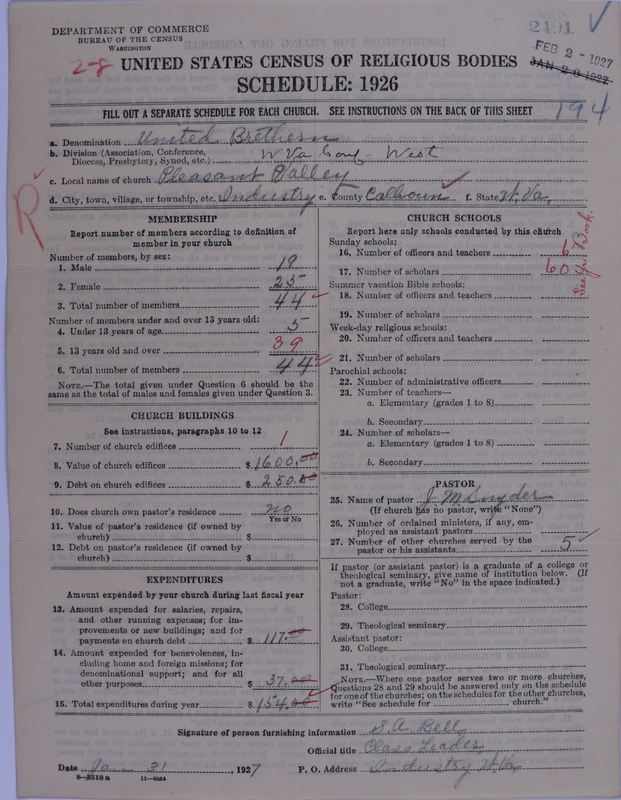 DEPARTMENT OF COMMERCE
BUREAU OF THE CENSUS
WASHINGTON
2-8
FEB 2 - 1927
UNITED STATES CENSUS OF RELIGIOUS BODIES
SCHEDULE: 1926
FILL OUT A SEPARATE SCHEDULE FOR EACH CHURCH. SEE INSTRUCTIONS ON THE BACK OF THIS SHEET
194
a. Denomination United Brethern
b. Division (Association, Conference, Diocese, Presbytery, Synod, etc.) W Va Conf- West
c. Local name of church Pleasant Valley
d. City, town, village, or township, etc. Industry e. County Calhoun f. State W. Va.
R
MEMBERSHIP
Report number of members according to definition of
member in your church
Number of members, by sex:
1. Male 19
2. Female 25
3. Total number of members 44
Number of members under and over 13 years old:
4. Under 13 years of age 5
5. 13 years old and over 39
6. Total number of members 44
NOTE.—The total given under Question 6 should be the
same as the total of males and females given under Question 3.
CHURCH BUILDINGS
See instructions, paragraphs 10 to 12
7. Number of church edifices 1
8. Value of church edifices $ 1600.00
9. Debt on church edifices $ 250.00
10. Does church own pastor's residence no
Yes or No
11. Value of pastor's residence (if owned by
church) $
12. Debt on pastor's residence (if owned by
church) $
EXPENDITURES
Amount expended by your church during last fiscal year
13. Amount expended for salaries, repairs,
and other running expenses; for im-
provements or new buildings; and for
payments on church debt $ 117.00
14. Amount expended for benevolences, in-
cluding home and foreign missions; for
denominational support; and for all
other purposes $ 37.00
15. Total expenditures during year $ 154.00
CHURCH SCHOOLS
Report here only schools conducted by this church
Sunday schools:
16. Number of officers and teachers 6
17. Number of scholars 60
See Yr Book.
Summer vacation Bible schools:
18. Number of officers and teachers
19. Number of scholars
Week-day religious schools:
20. Number of officers and teachers
21. Number of scholars
Parochial schools:
22. Number of administrative officers
23. Number of teachers—
a. Elementary (grades 1 to 8)
b. Secondary
24. Number of scholars—
a. Elementary (grades 1 to 8)
b. Secondary
PASTOR
25. Name of pastor J M Snyder
(If church has no pastor, write "None")
26. Number of ordained ministers, if any, em-
ployed as assistant pastors
27. Number of other churches served by the
pastor or his assistants 5
If pastor (or assistant pastor) is a graduate of a college or
theological seminary, give name of institution below. (If
not a graduate, write "No" in the space indicated.)
Pastor:
28. College
29. Theological seminary
Assistant pastor:
30. College
31. Theological seminary
NOTE.—Where one pastor serves two or more churches,
Questions 28 and 29 should be answered only on the schedule
for one of the churches; on the schedules for the other churches,
write "See schedule for church."
Signature of person furnishing information S. A. Bell
Official title Class Leader
Date Jan 31, 1927 P. O. Address Industry W. Va
8-5518 a 11-9054